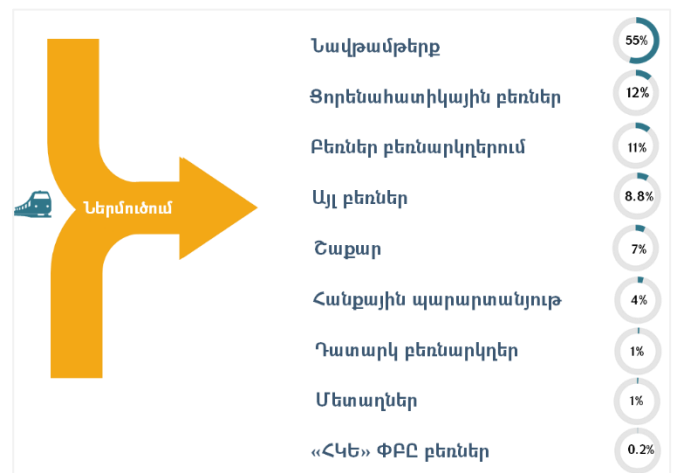 Ներմուծում
Նավթամթերք 55%
Ցորենահատիկային բեռներ 12%
Բեռներ բեռնարկղերում 11%
Այլ բեռներ 8.8%
Շաքար 7%
Հանքային պարարտանյութ 4%
Դատարկ բեռնարկղեր 1%
Մետաղներ 1%
«ՀԿԵ» ՓԲԸ բեռներ 0.2%